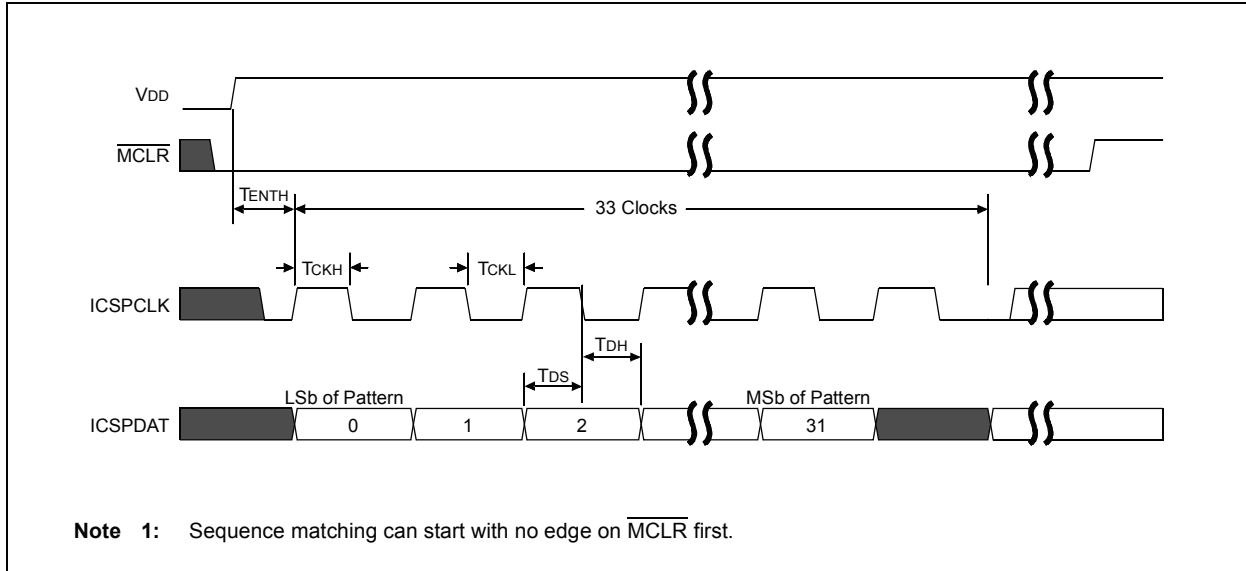 VDD
MCLR
TENTH
33 Clocks
TCKH
TCKL
ICSPCLK
TDH
TDS
LSb of Pattern
MSb of Pattern
ICSPDAT
0
1
2
31
Note 1: Sequence matching can start with no edge on MCLR first.